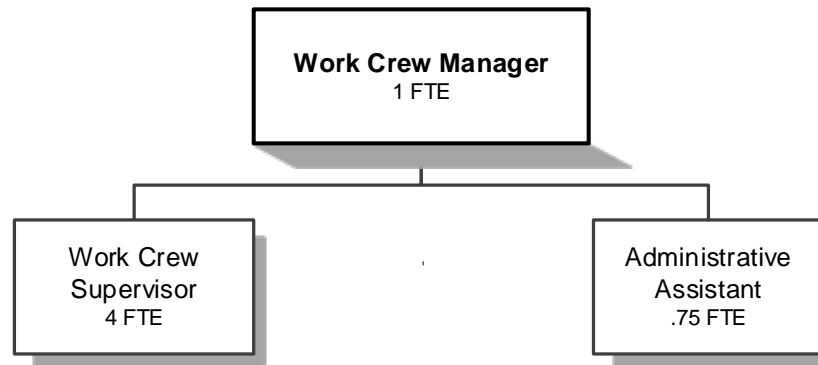 Work Crew Manager
1 FTE
Work Crew
Supervisor
4 FTE
Administrative
Assistant
.75 FTE